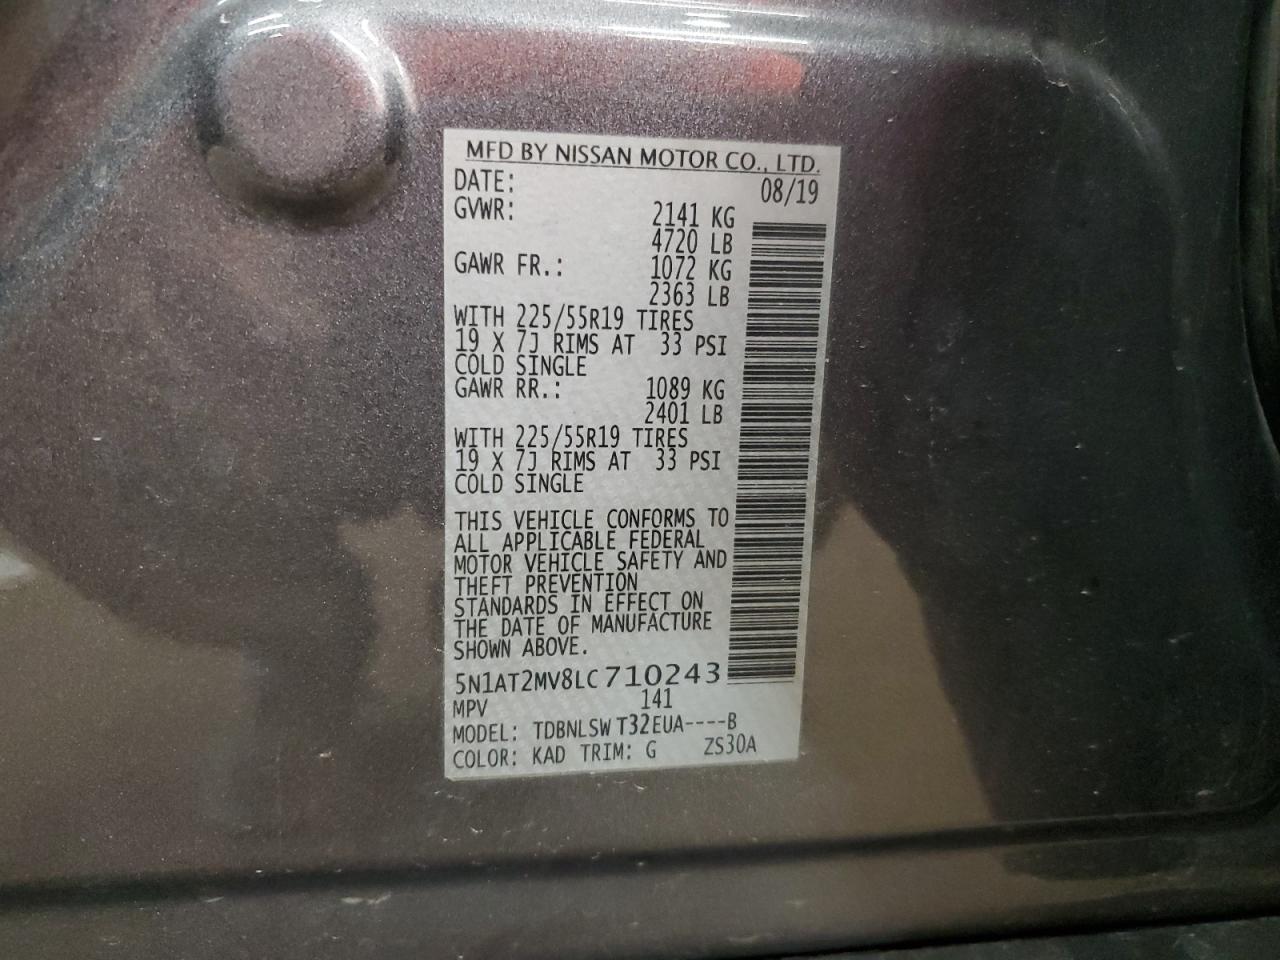 MFD BY NISSAN MOTOR CO., LTD.
DATE: 08/19
GVWR: 2141 KG
4720 LB
GAWR FR.: 1072 KG
2363 LB
WITH 225/55R19 TIRES
19 X 7J RIMS AT 33 PSI
COLD SINGLE
GAWR RR.: 1089 KG
2401 LB
WITH 225/55R19 TIRES
19 X 7J RIMS AT 33 PSI
COLD SINGLE
THIS VEHICLE CONFORMS TO
ALL APPLICABLE FEDERAL
MOTOR VEHICLE SAFETY AND
THEFT PREVENTION
STANDARDS IN EFFECT ON
THE DATE OF MANUFACTURE
SHOWN ABOVE.
5N1AT2MV8LC710243
MPV 141
MODEL: TDBNLSW T32EUA----B
COLOR: KAD TRIM: G ZS30A